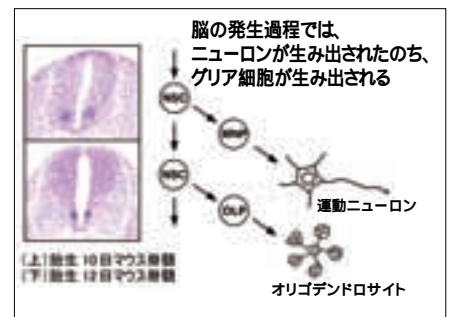 脳の発生過程では、
ニューロンが生み出されたのち、
グリア細胞が生み出される
NSC
MNP
NSC
運動ニューロン
OLP
(上)胎生10日マウス脊髄
(下)胎生12日マウス脊髄
オリゴデンドロサイト